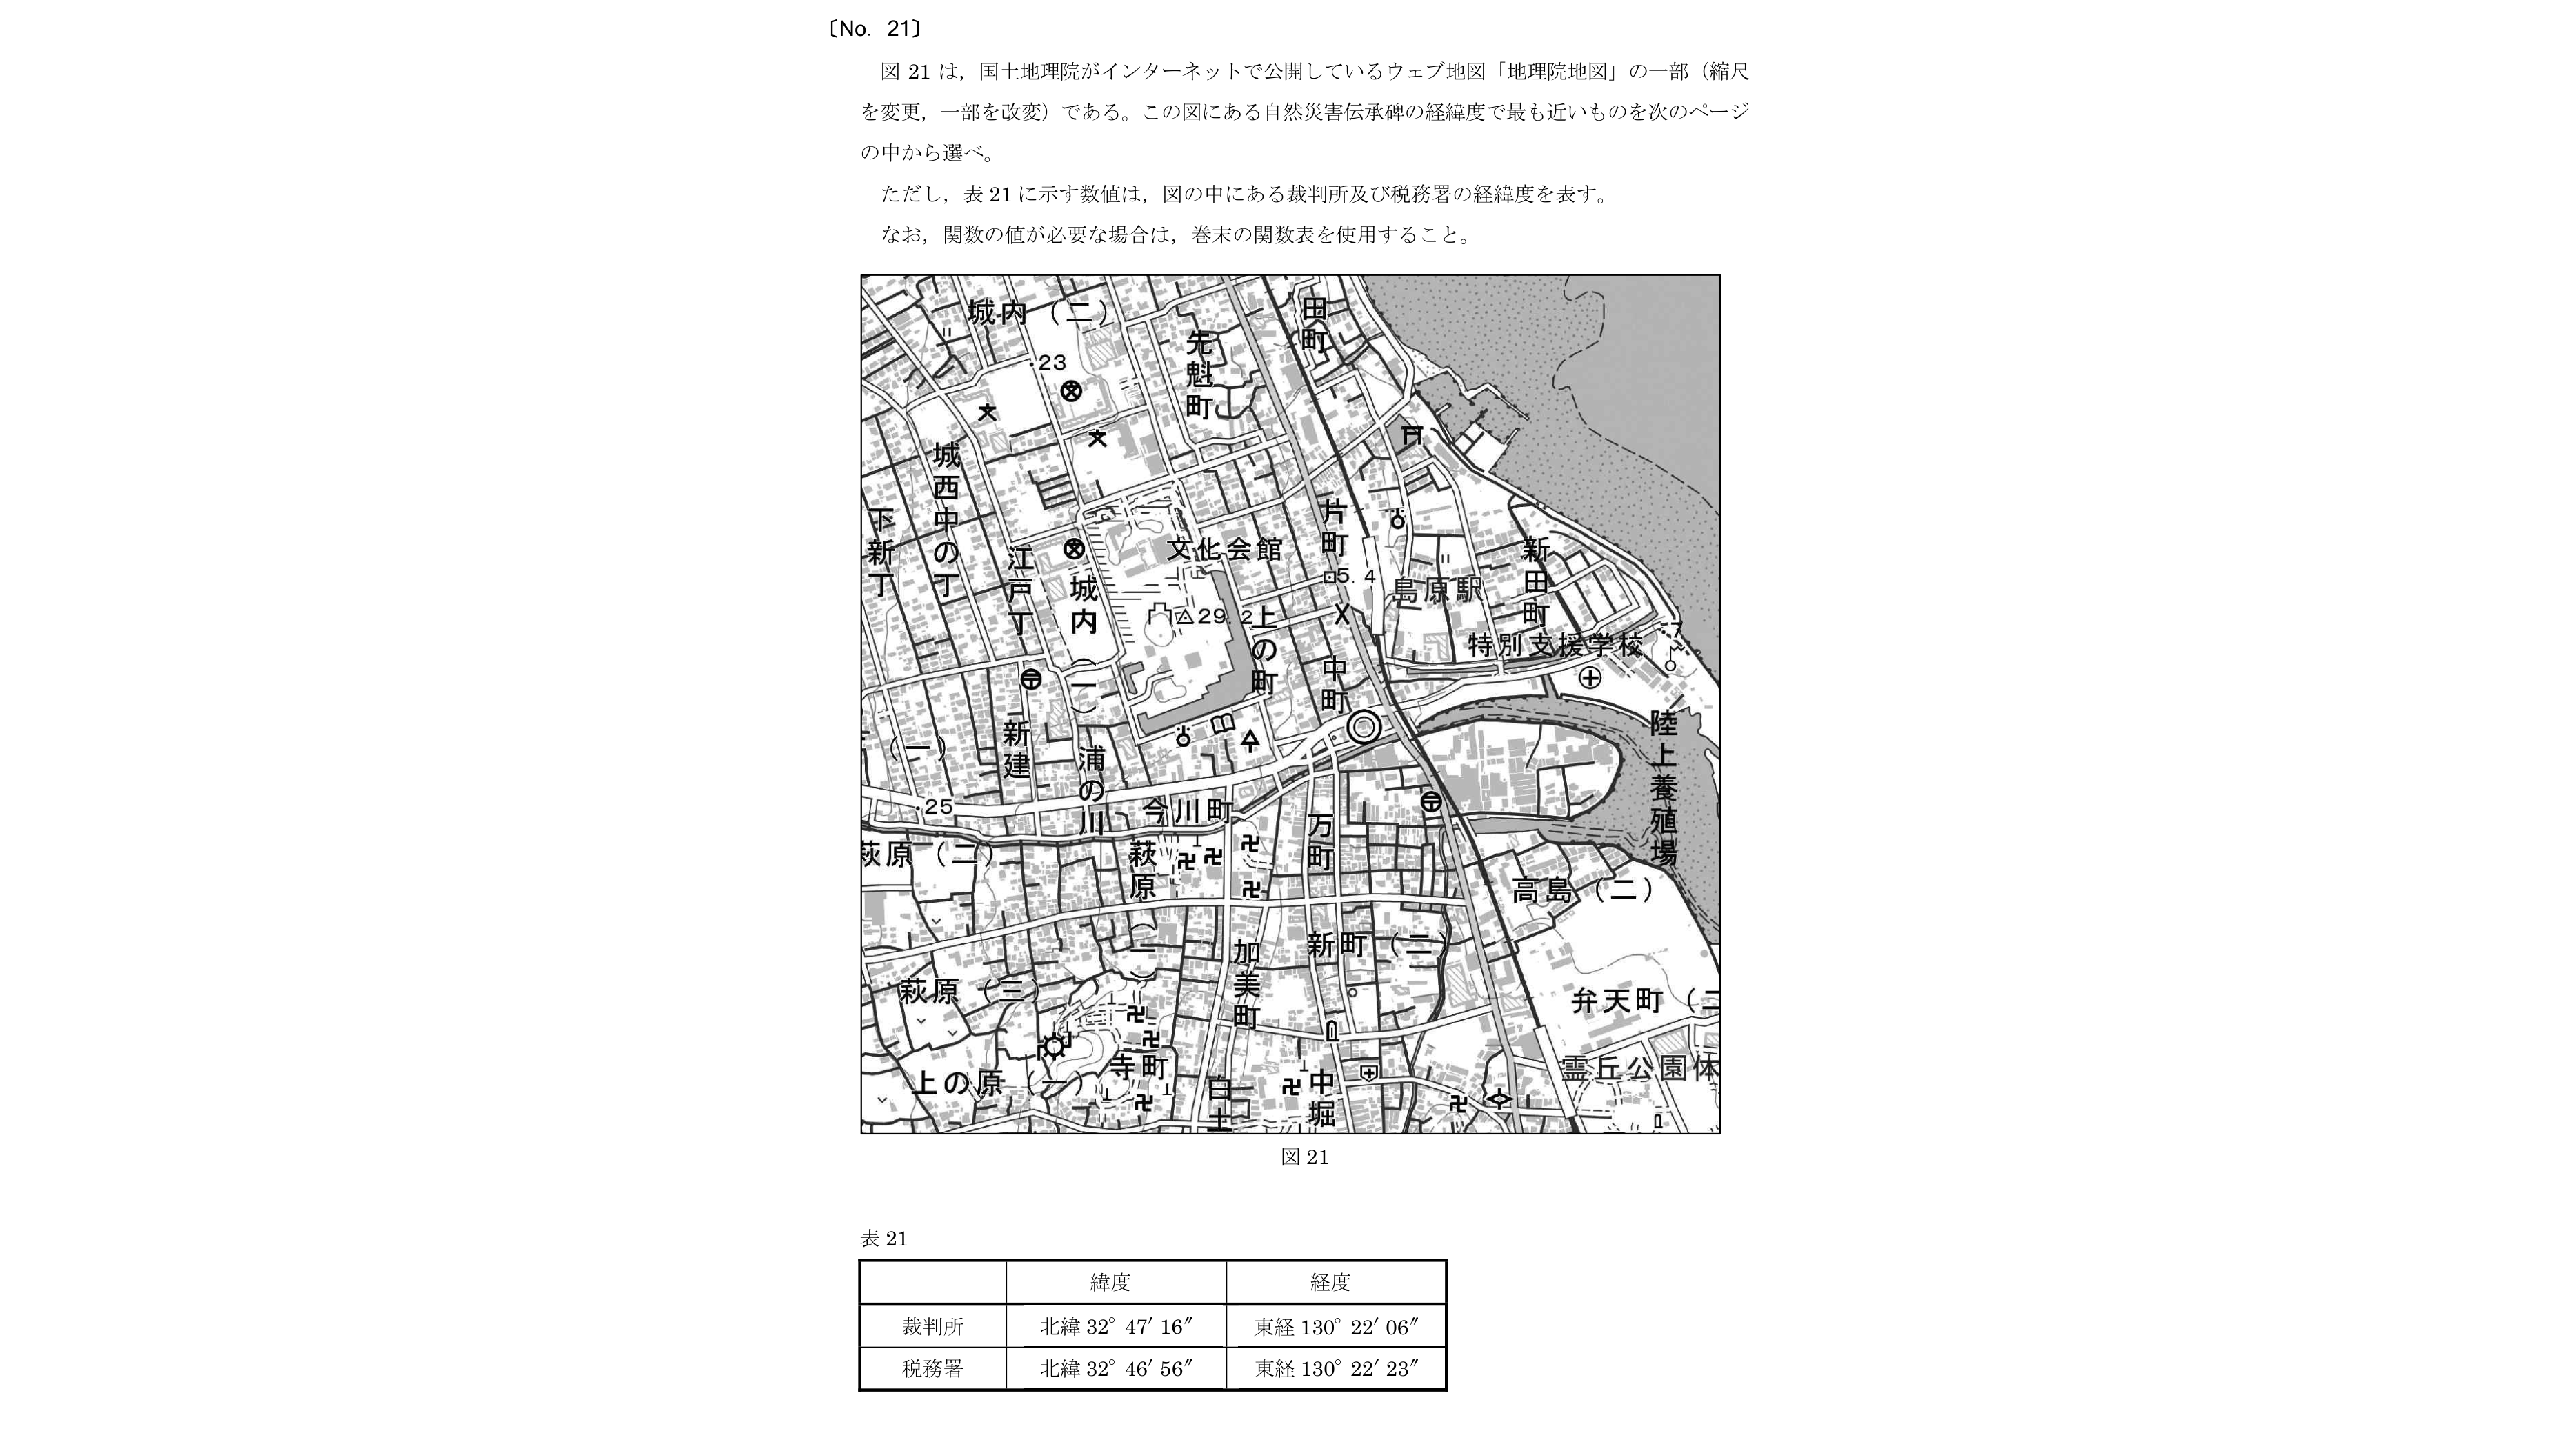 〔No. 21〕
図 21 は，国土地理院がインターネットで公開しているウェブ地図「地理院地図」の一部（縮尺
を変更，一部を改変）である。この図にある自然災害伝承碑の経緯度で最も近いものを次のページ
の中から選べ。
ただし，表 21 に示す数値は，図の中にある裁判所及び税務署の経緯度を表す。
なお，関数の値が必要な場合は，巻末の関数表を使用すること。
城内（二）
田町
先魁町
23
城西中の丁
下新丁
片町
江戸丁
文化会館
新田町
5.4
島原駅
城内（一）
29.2
上の町
特別支援学校
.7
中町
新建
（一）
浦の川
陸上養殖場
25
今川町
万町
萩原（二）
萩原（一）
高島（二）
加美町
新町（二）
萩原（三）
弁天町（二
寺町
霊丘公園体
上の原（一）
白土
中堀
図 21
表 21
緯度 経度
裁判所 北緯 32° 47′ 16″ 東経 130° 22′ 06″
税務署 北緯 32° 46′ 56″ 東経 130° 22′ 23″